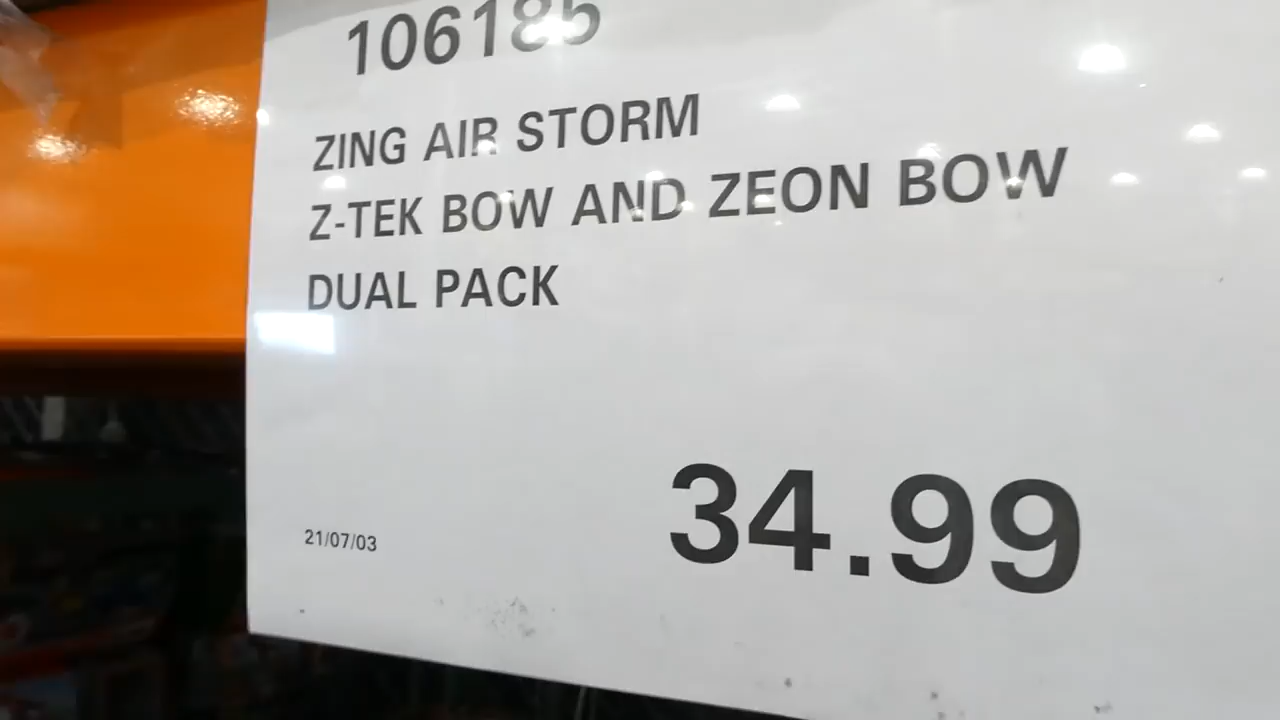 106185
ZING AIR STORM
Z-TEK BOW AND ZEON BOW
DUAL PACK
34.99
21/07/03